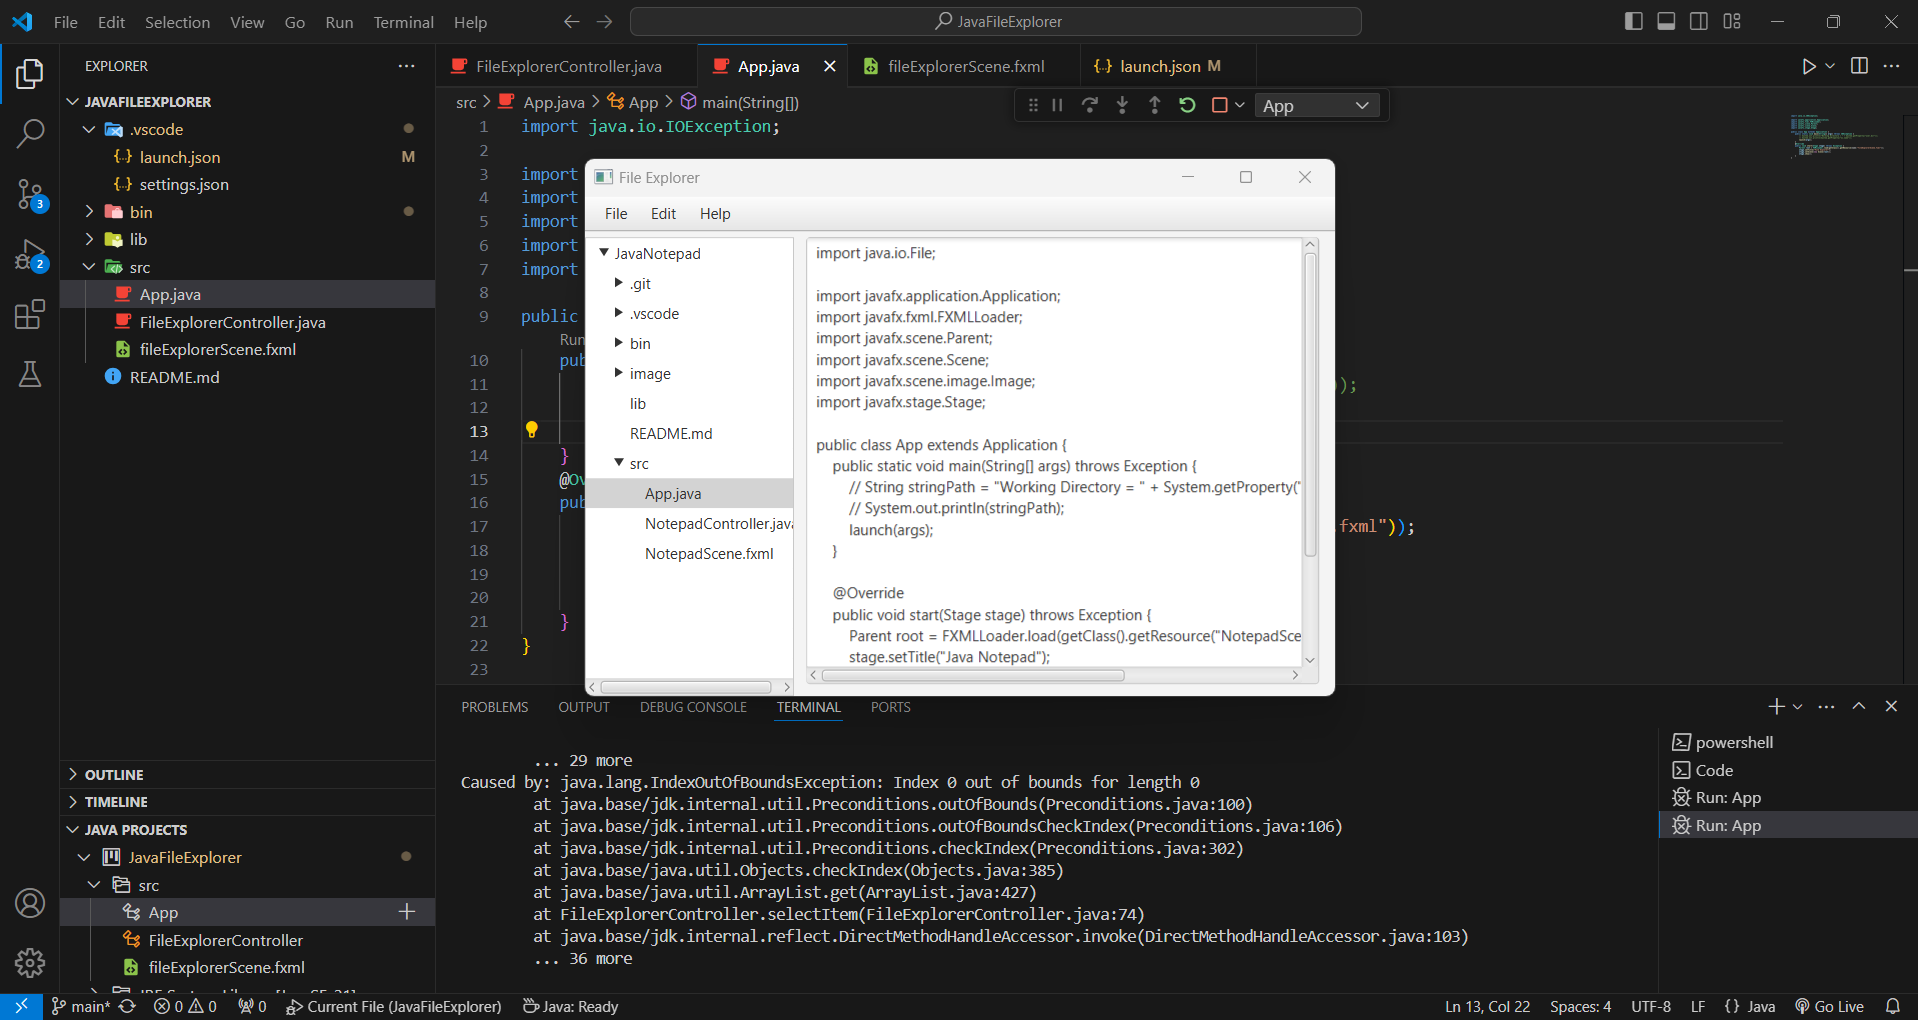 File Edit Selection View Go Run Terminal Help
JavaFileExplorer
EXPLORER
JAVAFILEEXPLORER
.vscode
launch.json M
settings.json
bin
lib
src
App.java
FileExplorerController.java
fileExplorerScene.fxml
README.md
OUTLINE
TIMELINE
JAVA PROJECTS
JavaFileExplorer
src
App
FileExplorerController
fileExplorerScene.fxml
3
2
FileExplorerController.java App.java fileExplorerScene.fxml launch.json M
src > App.java > App > main(String[])
App
1 import java.io.IOException;
2
3 import
4 import
5 import
6 import
7 import
8
9 public
Run
10 pub
11 );
12
13
14 }
15 @Ov
16 pub
17 .fxml"));
18
19
20
21 }
22 }
23
File Explorer
File Edit Help
JavaNotepad
.git
.vscode
bin
image
lib
README.md
src
App.java
NotepadController.java
NotepadScene.fxml
import java.io.File;
import javafx.application.Application;
import javafx.fxml.FXMLLoader;
import javafx.scene.Parent;
import javafx.scene.Scene;
import javafx.scene.image.Image;
import javafx.stage.Stage;
public class App extends Application {
public static void main(String[] args) throws Exception {
// String stringPath = "Working Directory = " + System.getProperty("
// System.out.println(stringPath);
launch(args);
}
@Override
public void start(Stage stage) throws Exception {
Parent root = FXMLLoader.load(getClass().getResource("NotepadSce
stage.setTitle("Java Notepad");
PROBLEMS OUTPUT DEBUG CONSOLE TERMINAL PORTS
... 29 more
Caused by: java.lang.IndexOutOfBoundsException: Index 0 out of bounds for length 0
at java.base/jdk.internal.util.Preconditions.outOfBounds(Preconditions.java:100)
at java.base/jdk.internal.util.Preconditions.outOfBoundsCheckIndex(Preconditions.java:106)
at java.base/jdk.internal.util.Preconditions.checkIndex(Preconditions.java:302)
at java.base/java.util.Objects.checkIndex(Objects.java:385)
at java.base/java.util.ArrayList.get(ArrayList.java:427)
at FileExplorerController.selectItem(FileExplorerController.java:74)
at java.base/jdk.internal.reflect.DirectMethodHandleAccessor.invoke(DirectMethodHandleAccessor.java:103)
... 36 more
powershell
Code
Run: App
Run: App
main* 0 0 0 Current File (JavaFileExplorer) Java: Ready
Ln 13, Col 22 Spaces: 4 UTF-8 LF {} Java Go Live